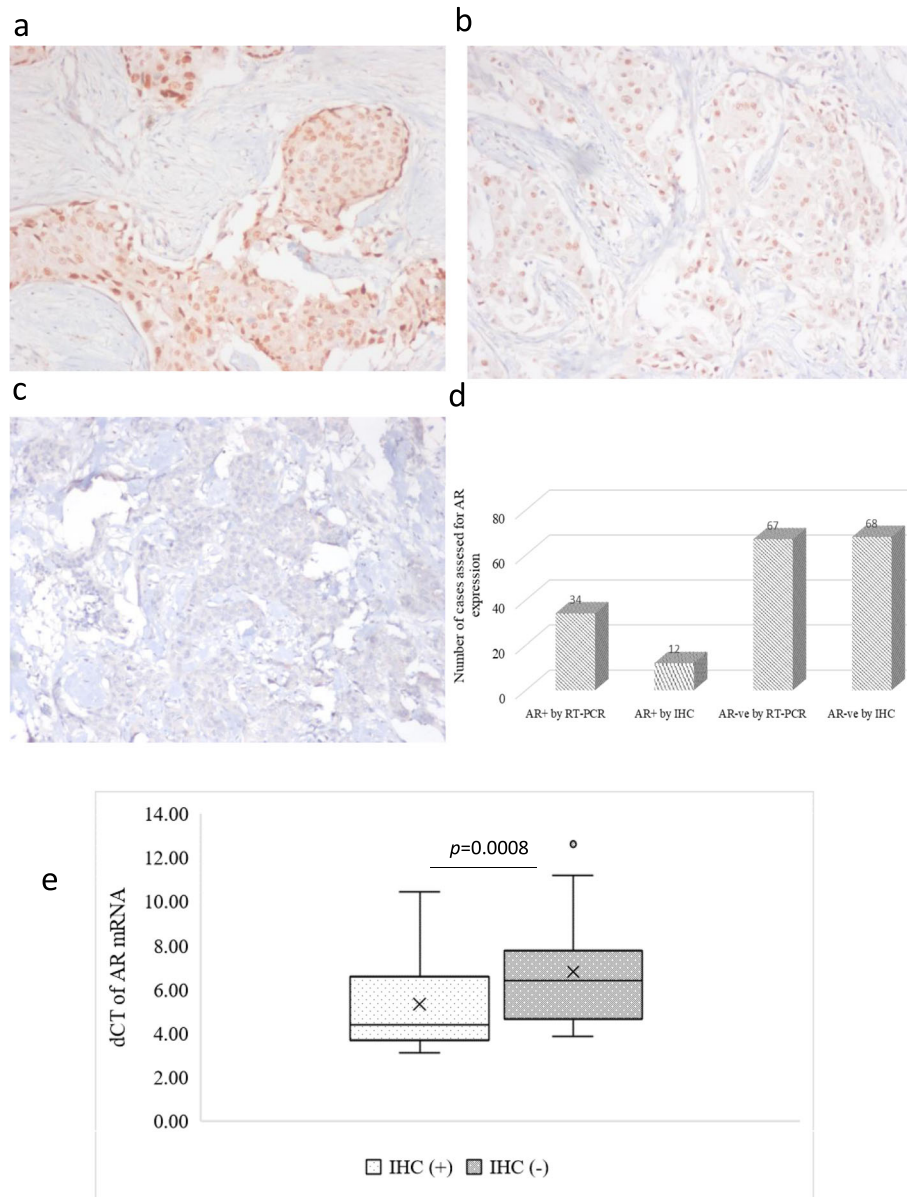 a
b
c
d
Number of cases assesed for AR
expression
80
60
40
20
0
34
12
67
68
AR+ by RT-PCR
AR+ by IHC
AR-ve by RT-PCR
AR-ve by IHC
e
dCT of AR mRNA
14.00
12.00
10.00
8.00
6.00
4.00
2.00
0.00
p=0.0008
IHC (+)
IHC (-)